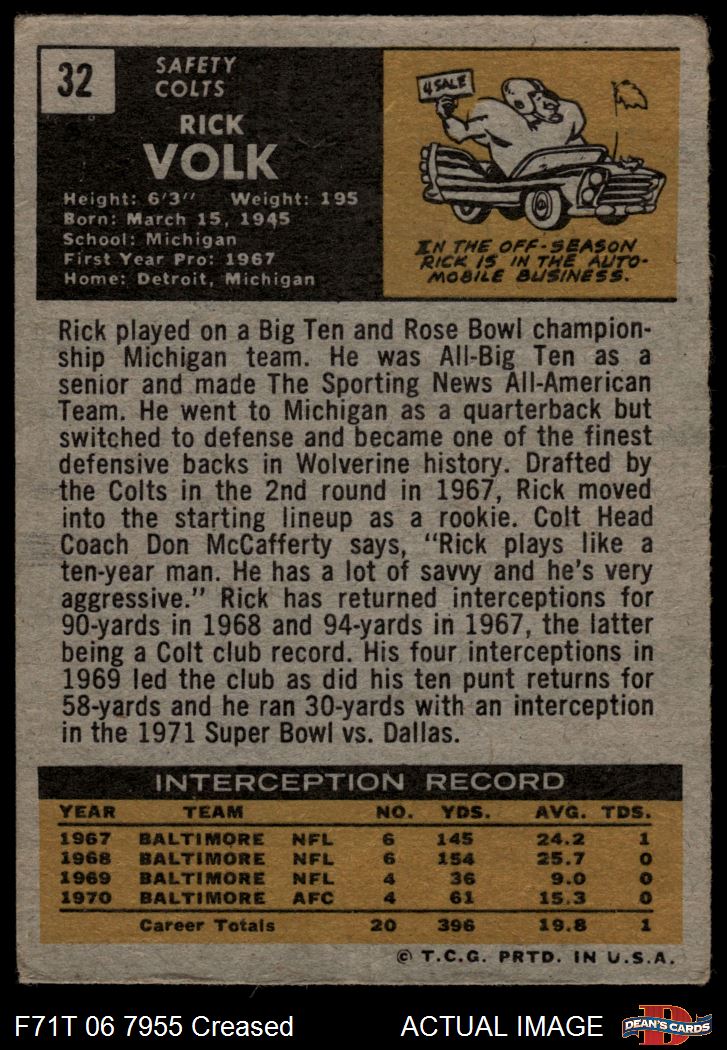 32
SAFETY
COLTS
RICK
VOLK
Height: 6'3" Weight: 195
Born: March 15, 1945
School: Michigan
First Year Pro: 1967
Home: Detroit, Michigan
4 SALE
IN THE OFF-SEASON
RICK IS IN THE AUTO-
MOBILE BUSINESS.
Rick played on a Big Ten and Rose Bowl champion-
ship Michigan team. He was All-Big Ten as a
senior and made The Sporting News All-American
Team. He went to Michigan as a quarterback but
switched to defense and became one of the finest
defensive backs in Wolverine history. Drafted by
the Colts in the 2nd round in 1967, Rick moved
into the starting lineup as a rookie. Colt Head
Coach Don McCafferty says, "Rick plays like a
ten-year man. He has a lot of savvy and he's very
aggressive." Rick has returned interceptions for
90-yards in 1968 and 94-yards in 1967, the latter
being a Colt club record. His four interceptions in
1969 led the club as did his ten punt returns for
58-yards and he ran 30-yards with an interception
in the 1971 Super Bowl vs. Dallas.
INTERCEPTION RECORD
YEAR TEAM NO. YDS. AVG. TDS.
1967 BALTIMORE NFL 6 145 24.2 1
1968 BALTIMORE NFL 6 154 25.7 0
1969 BALTIMORE NFL 4 36 9.0 0
1970 BALTIMORE AFC 4 61 15.3 0
Career Totals 20 396 19.8 1
© T.C.G. PRTD. IN U.S.A.
F71T 06 7955 Creased ACTUAL IMAGE
D
DEAN'S CARDS